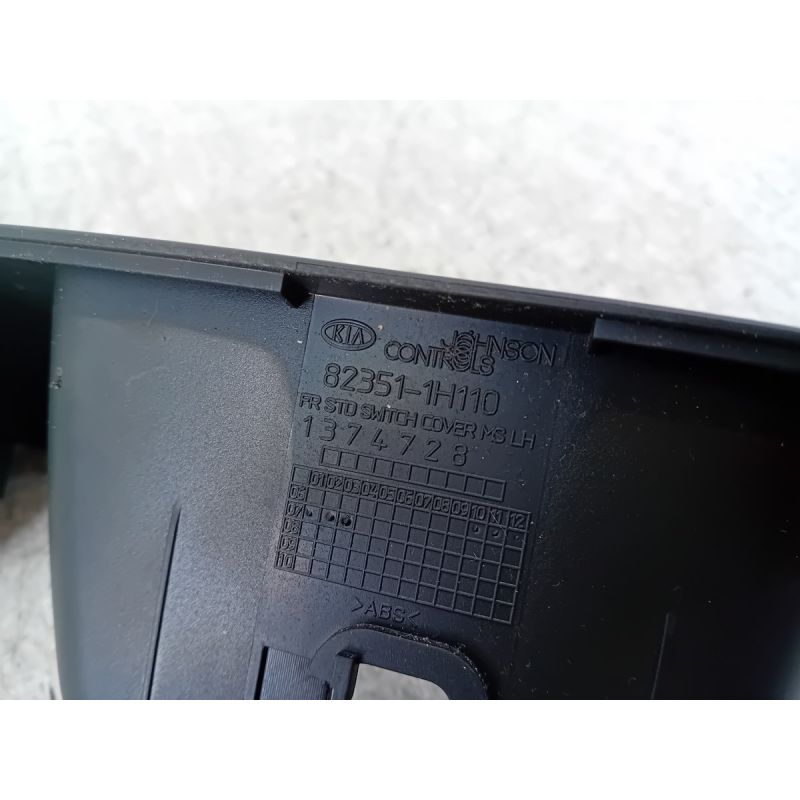 KIA JOHNSON CONTROLS
82351-1H110
FR STD SWITCH COVER MS LH
1374728
01 02 03 04 05 06 07 08 09 10 11 12
06
07
08
09
10
>ABS<